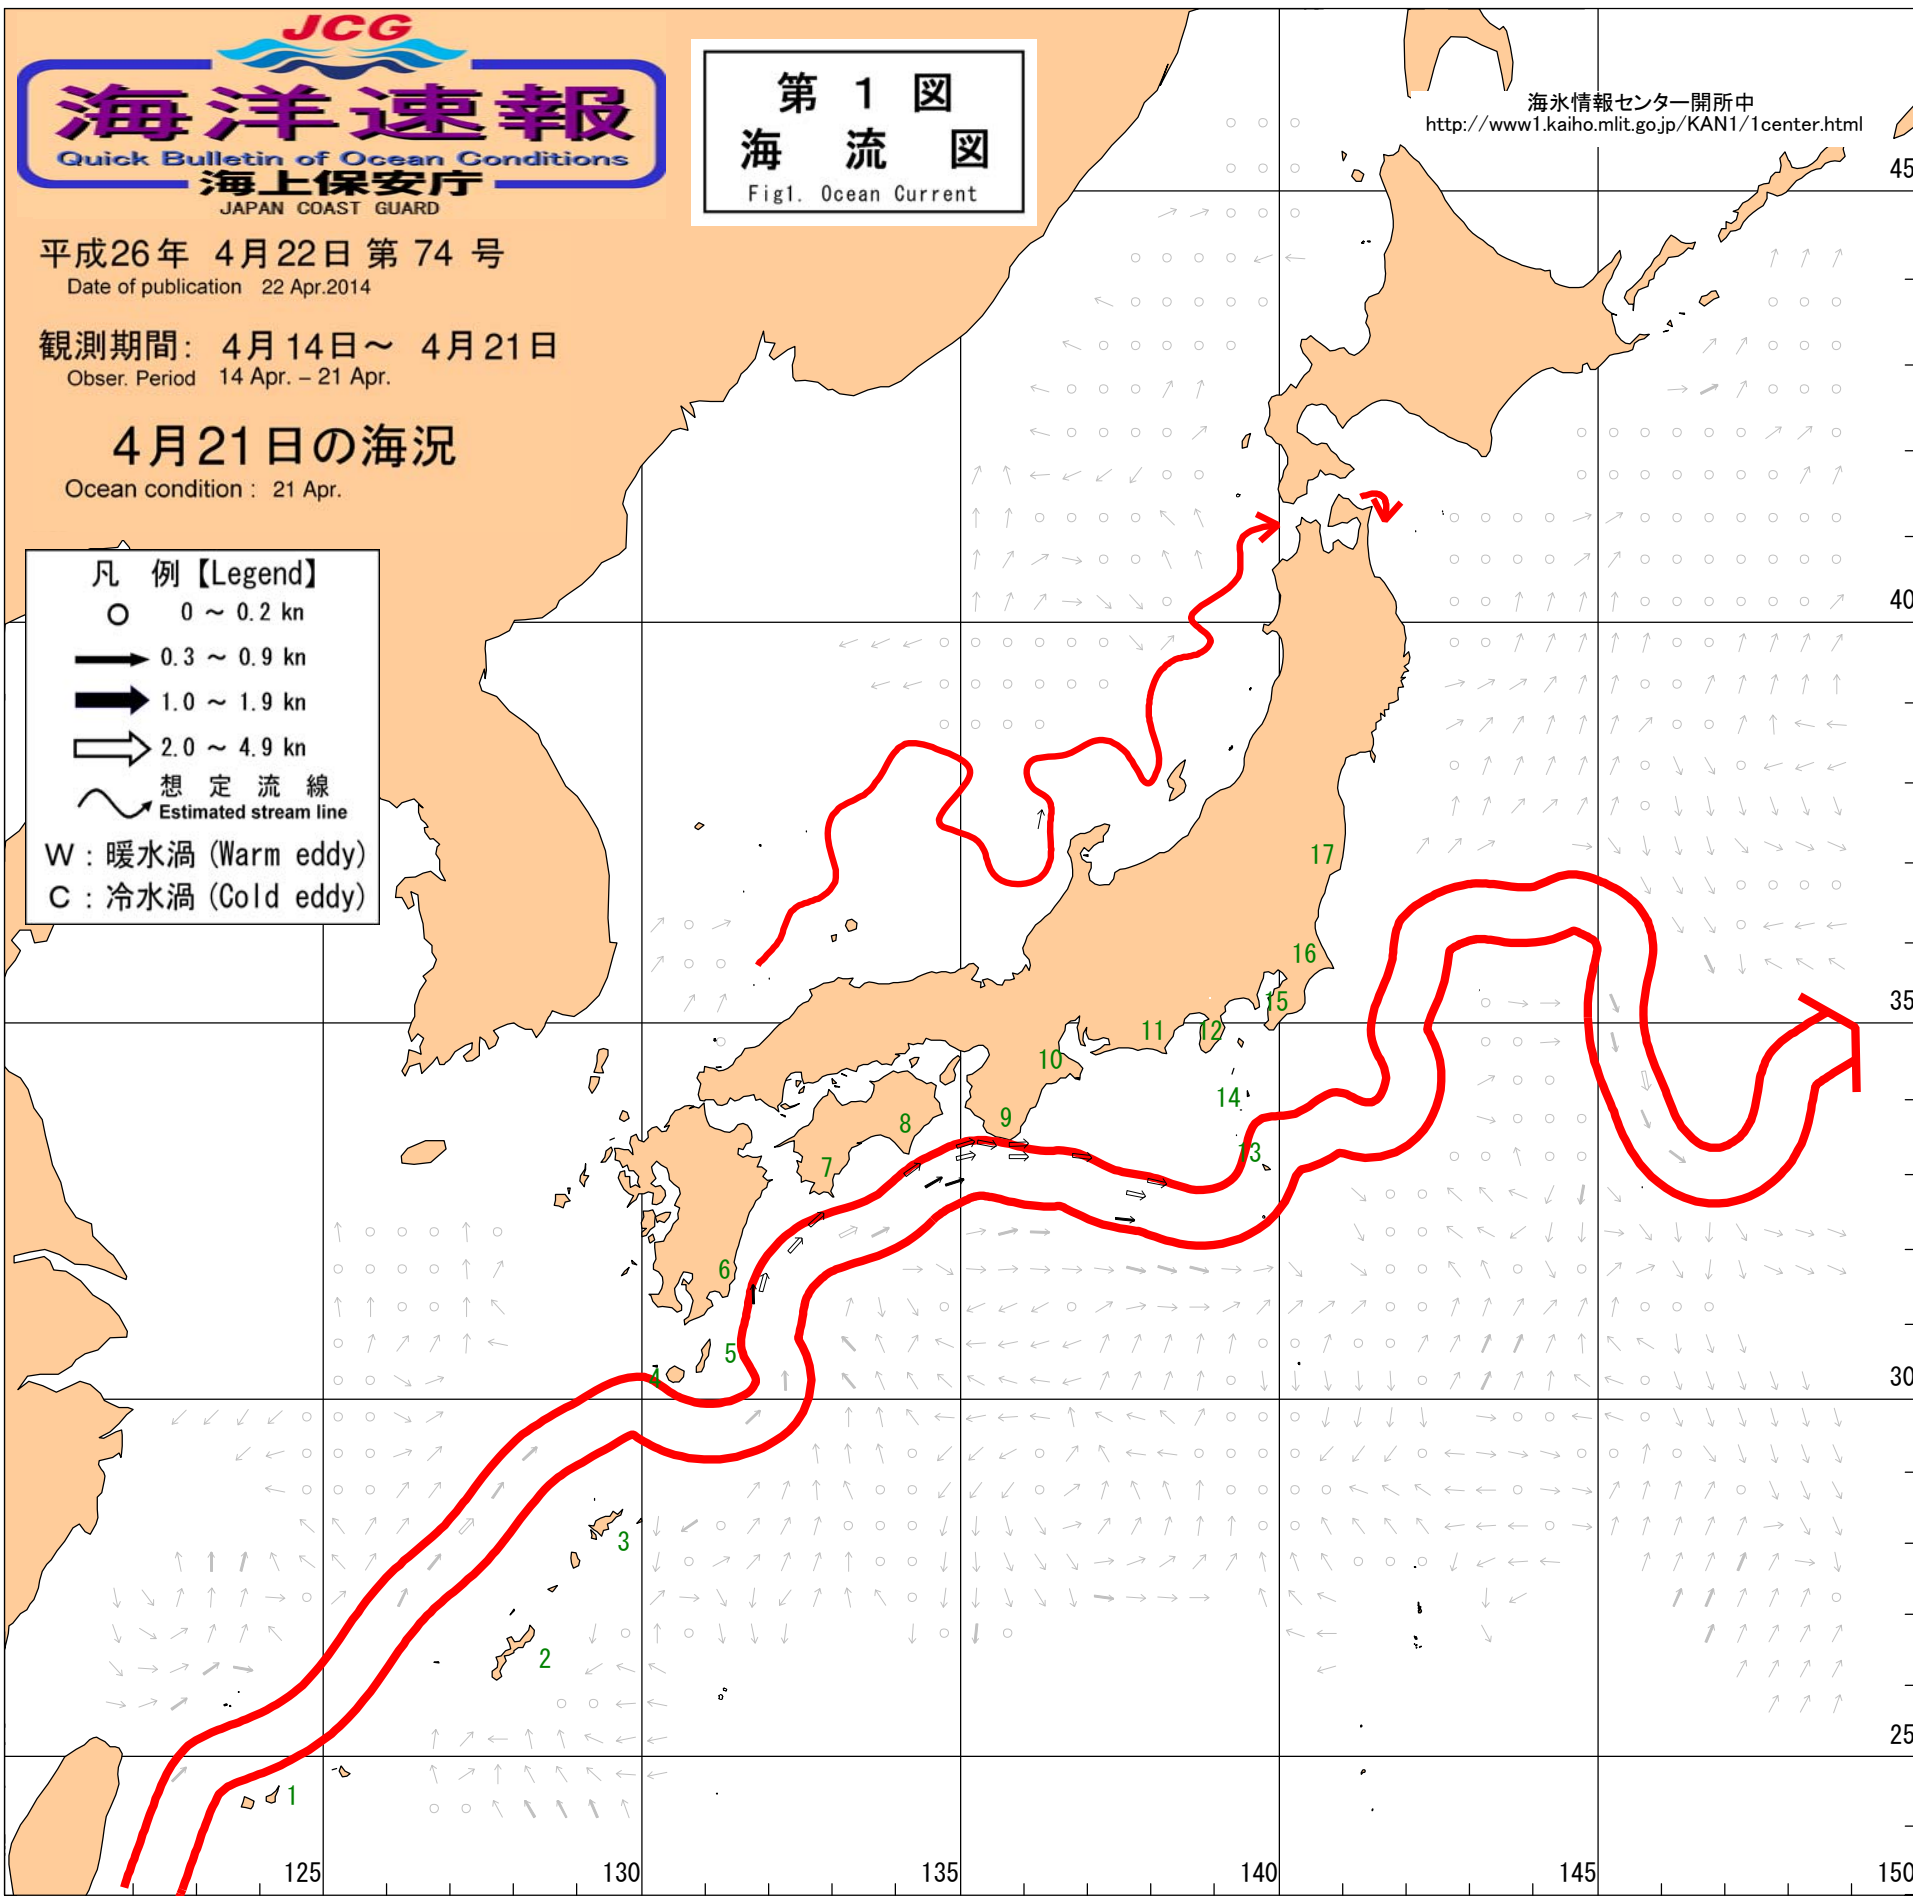 JCG
海洋速報
Quick Bulletin of Ocean Conditions
海上保安庁
JAPAN COAST GUARD
第 1 図
海 流 図
Fig1. Ocean Current
海氷情報センター開所中
http://www1.kaiho.mlit.go.jp/KAN1/1center.html
平成26年 4月22日 第 74 号
Date of publication 22 Apr.2014
観測期間: 4月14日～ 4月21日
Obser. Period 14 Apr. – 21 Apr.
4月21日の海況
Ocean condition : 21 Apr.
凡 例【Legend】
0 ～ 0.2 kn
0.3 ～ 0.9 kn
1.0 ～ 1.9 kn
2.0 ～ 4.9 kn
想 定 流 線
Estimated stream line
W : 暖水渦 (Warm eddy)
C : 冷水渦 (Cold eddy)
45
40
35
30
25
17
16
15
12
11
10
14
9
8
13
7
6
5
4
3
2
1
125
130
135
140
145
150